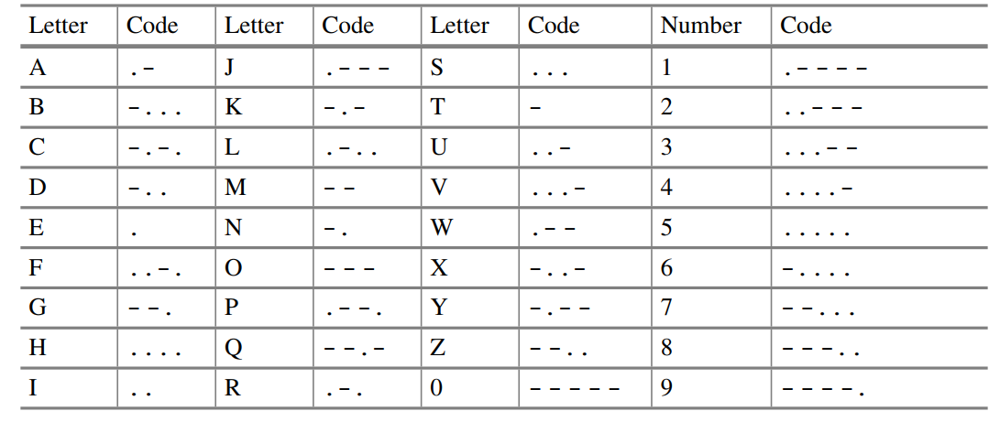 Letter Code Letter Code Letter Code Number Code
A .- J .--- S ... 1 .----
B -... K -.- T - 2 ..---
C -.-. L .-.. U ..- 3 ...--
D -.. M -- V ...- 4 ....-
E . N -. W .-- 5 .....
F ..-. O --- X -..- 6 -....
G --. P .--. Y -.-- 7 --...
H .... Q --.- Z --.. 8 ---..
I .. R .-. 0 ----- 9 ----.